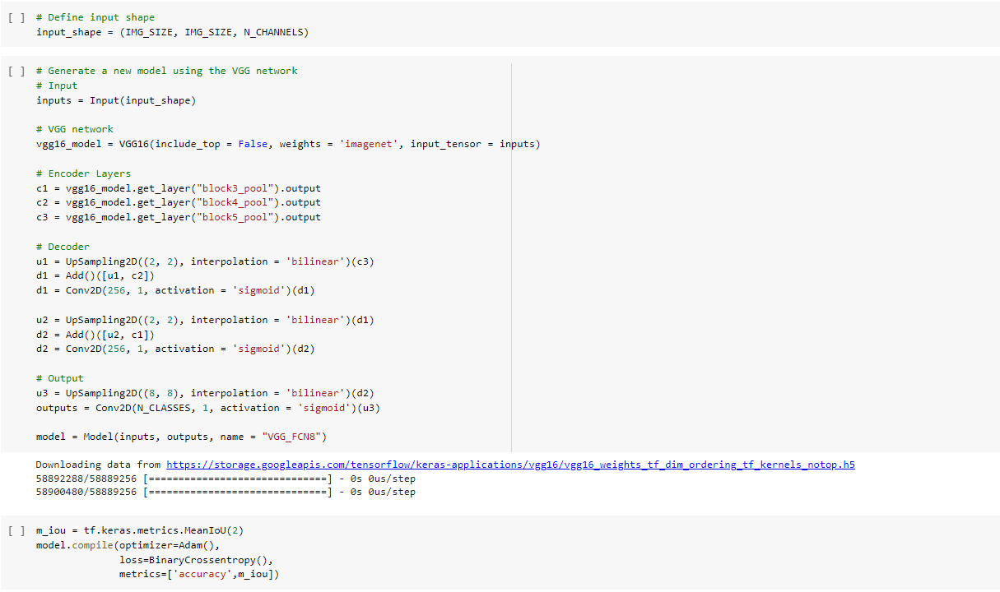 [ ] # Define input shape
input_shape = (IMG_SIZE, IMG_SIZE, N_CHANNELS)
[ ] # Generate a new model using the VGG network
# Input
inputs = Input(input_shape)
# VGG network
vgg16_model = VGG16(include_top = False, weights = 'imagenet', input_tensor = inputs)
# Encoder Layers
c1 = vgg16_model.get_layer("block3_pool").output
c2 = vgg16_model.get_layer("block4_pool").output
c3 = vgg16_model.get_layer("block5_pool").output
# Decoder
u1 = UpSampling2D((2, 2), interpolation = 'bilinear')(c3)
d1 = Add()([u1, c2])
d1 = Conv2D(256, 1, activation = 'sigmoid')(d1)
u2 = UpSampling2D((2, 2), interpolation = 'bilinear')(d1)
d2 = Add()([u2, c1])
d2 = Conv2D(256, 1, activation = 'sigmoid')(d2)
# Output
u3 = UpSampling2D((8, 8), interpolation = 'bilinear')(d2)
outputs = Conv2D(N_CLASSES, 1, activation = 'sigmoid')(u3)
model = Model(inputs, outputs, name = "VGG_FCN8")
Downloading data from https://storage.googleapis.com/tensorflow/keras-applications/vgg16/vgg16_weights_tf_dim_ordering_tf_kernels_notop.h5
58892288/58889256 [==============================] - 0s 0us/step
58900480/58889256 [==============================] - 0s 0us/step
[ ] m_iou = tf.keras.metrics.MeanIoU(2)
model.compile(optimizer=Adam(),
loss=BinaryCrossentropy(),
metrics=['accuracy',m_iou])